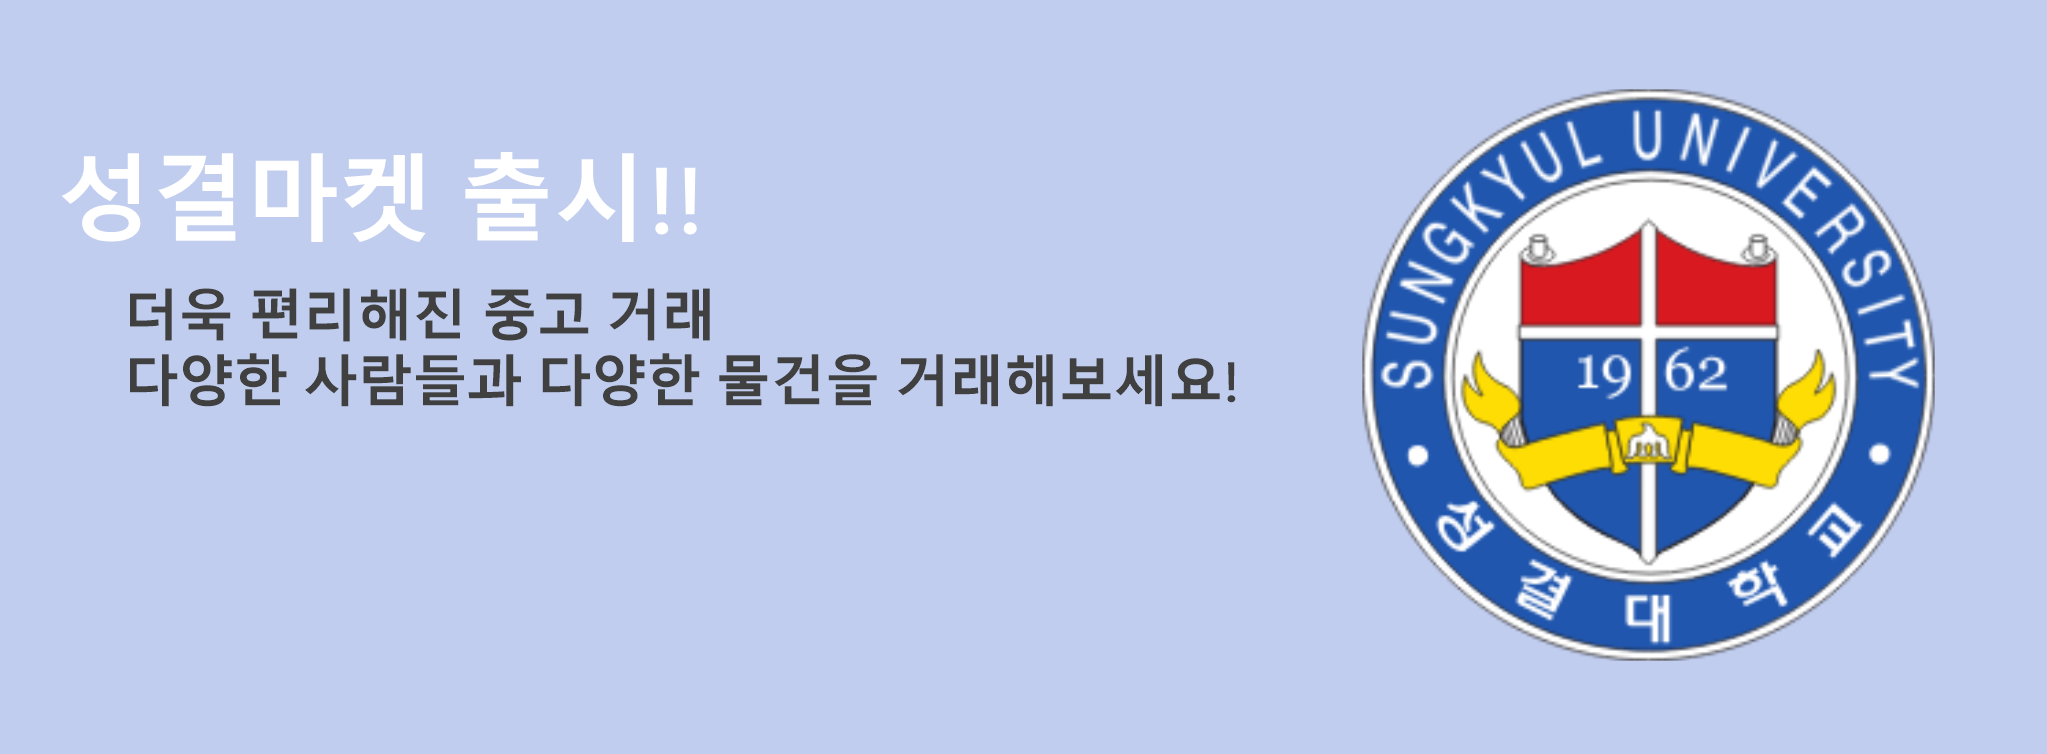 성결마켓 출시!!
더욱 편리해진 중고 거래
다양한 사람들과 다양한 물건을 거래해보세요!
SUNGKYUL UNIVERSITY
1962
성결대학교